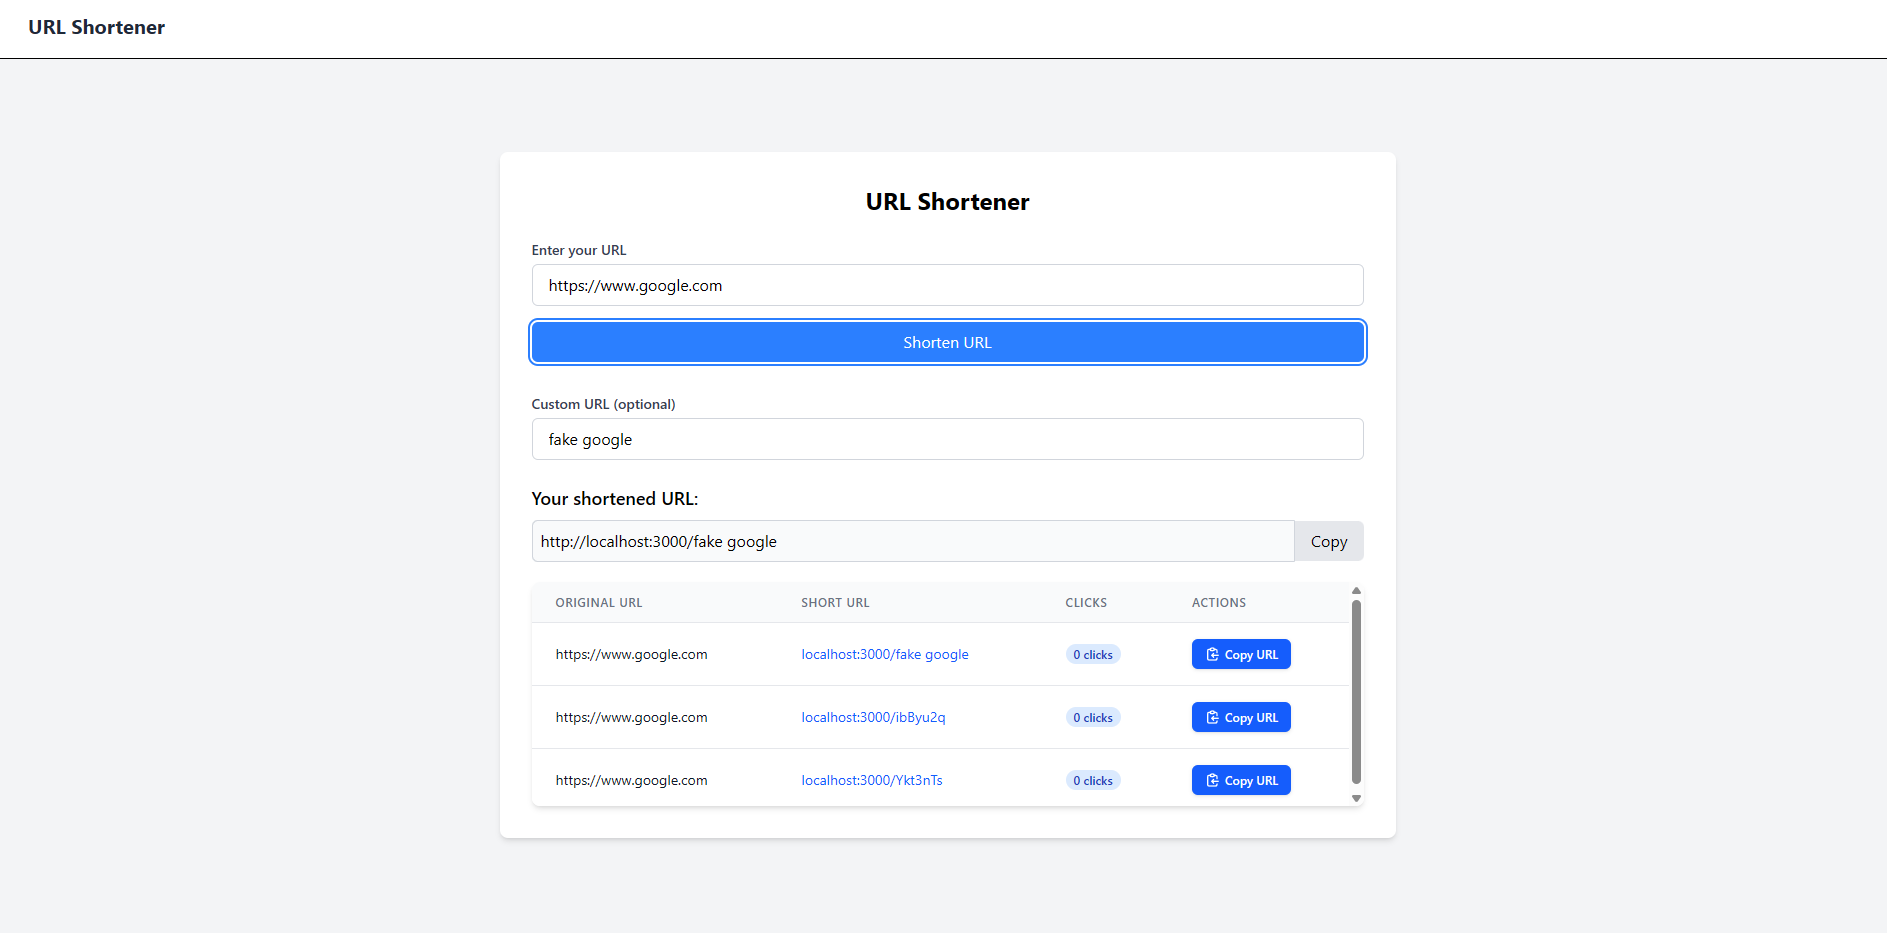 URL Shortener
URL Shortener
Enter your URL
https://www.google.com
Shorten URL
Custom URL (optional)
fake google
Your shortened URL:
http://localhost:3000/fake google Copy
ORIGINAL URL SHORT URL CLICKS ACTIONS
https://www.google.com localhost:3000/fake google 0 clicks Copy URL
https://www.google.com localhost:3000/ibByu2q 0 clicks Copy URL
https://www.google.com localhost:3000/Ykt3nTs 0 clicks Copy URL